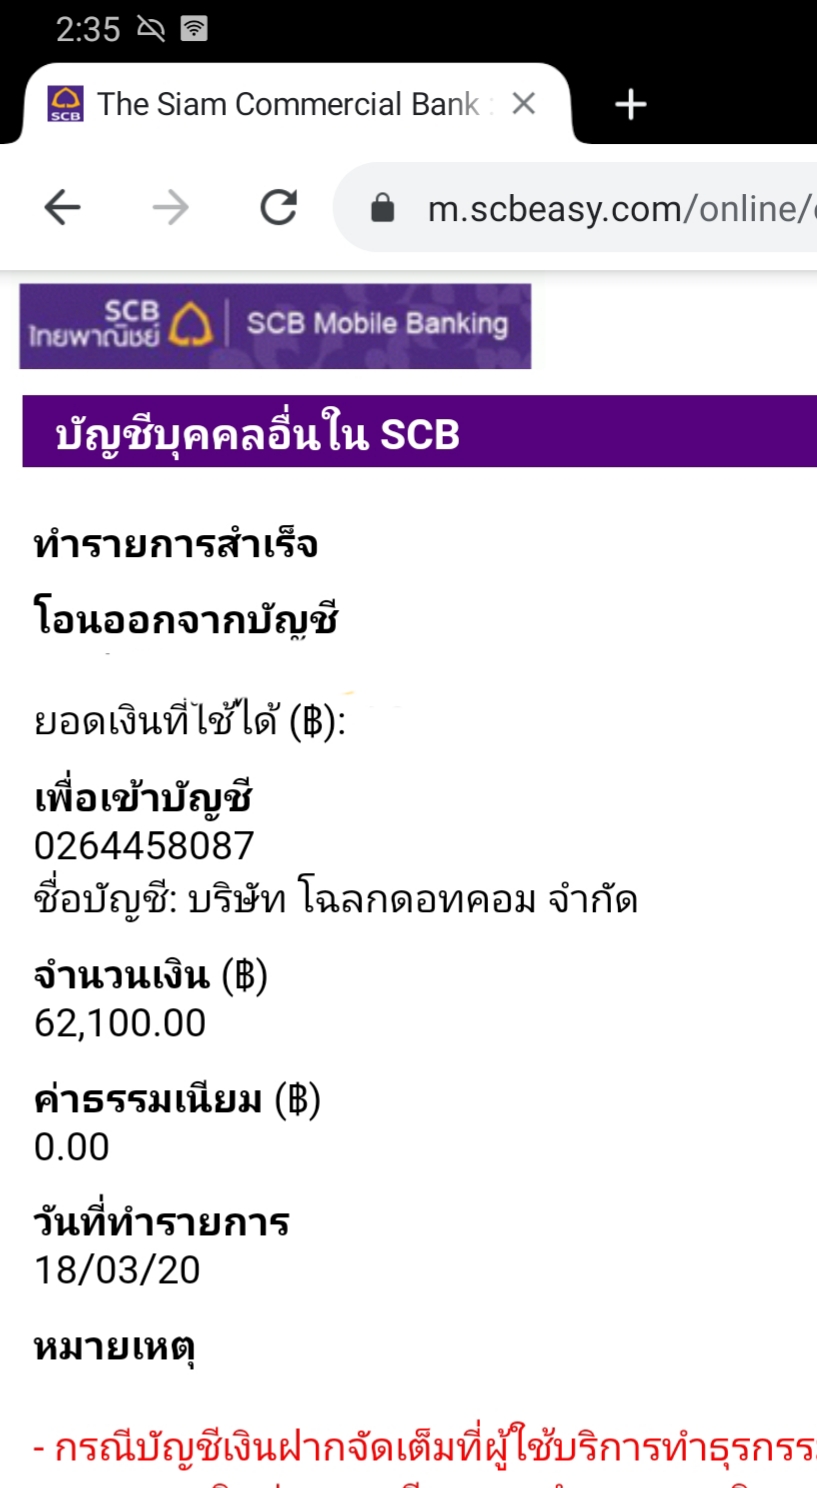 2:35
The Siam Commercial Bank
m.scbeasy.com/online/
SCB
ไทยพาณิชย์
SCB Mobile Banking
บัญชีบุคคลอื่นใน SCB
ทำรายการสำเร็จ
โอนออกจากบัญชี
ยอดเงินที่ใช้ได้ (฿):
เพื่อเข้าบัญชี
0264458087
ชื่อบัญชี: บริษัท โฉลกดอทคอม จำกัด
จำนวนเงิน (฿)
62,100.00
ค่าธรรมเนียม (฿)
0.00
วันที่ทำรายการ
18/03/20
หมายเหตุ
- กรณีบัญชีเงินฝากจัดเต็มที่ผู้ใช้บริการทำธุรกรร